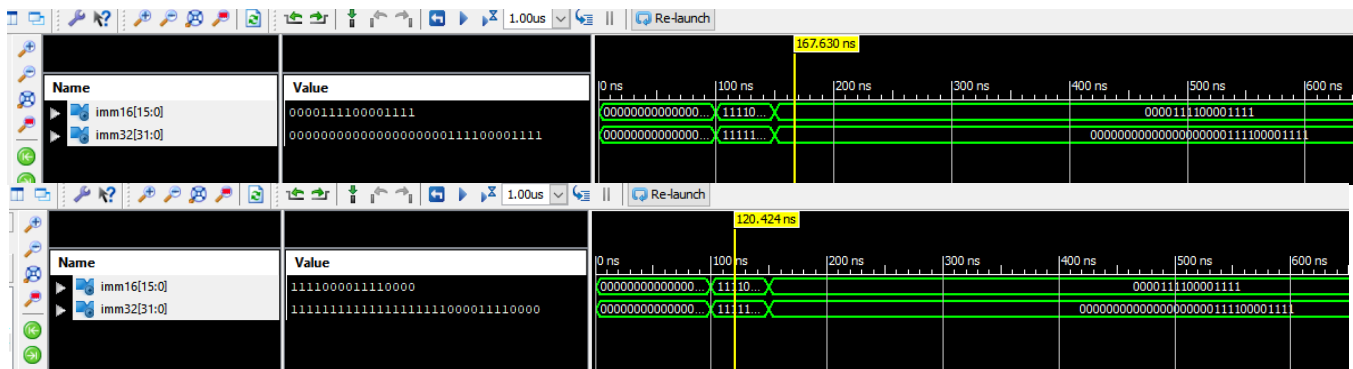 1.00us Re-launch
167.630 ns
Name Value 0 ns 100 ns 200 ns 300 ns 400 ns 500 ns 600 ns
imm16[15:0] 0000111100001111 00000000000000... 11110... 0000111100001111
imm32[31:0] 00000000000000000000111100001111 00000000000000... 11111... 00000000000000000000111100001111
1.00us Re-launch
120.424 ns
Name Value 0 ns 100 ns 200 ns 300 ns 400 ns 500 ns 600 ns
imm16[15:0] 1111000011110000 00000000000000... 11110... 0000111100001111
imm32[31:0] 11111111111111111111000011110000 00000000000000... 11111... 00000000000000000000111100001111